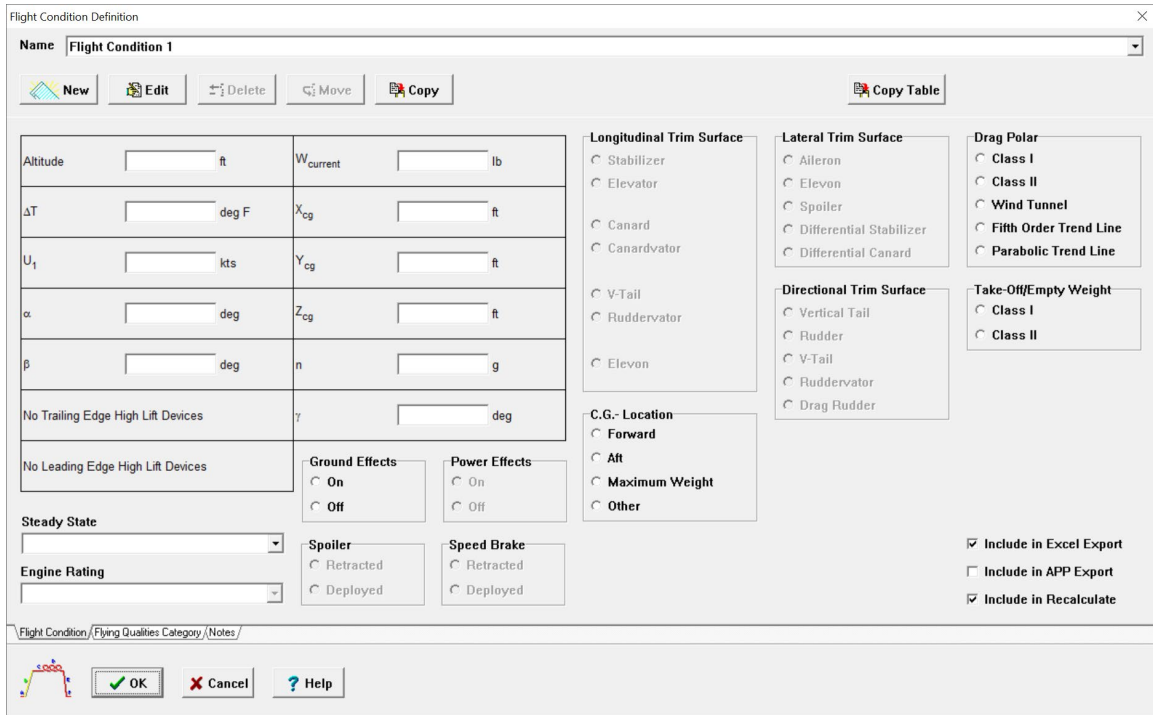 Flight Condition Definition
Name Flight Condition 1
New Edit Delete Move Copy Copy Table
Altitude ft W current lb
ΔT deg F X cg ft
U 1 kts Y cg ft
α deg Z cg ft
β deg n g
No Trailing Edge High Lift Devices γ deg
No Leading Edge High Lift Devices
Steady State
Engine Rating
Ground Effects
On
Off
Power Effects
On
Off
Spoiler
Retracted
Deployed
Speed Brake
Retracted
Deployed
Longitudinal Trim Surface
Stabilizer
Elevator
Canard
Canardvator
V-Tail
Ruddervator
Elevon
C.G.- Location
Forward
Aft
Maximum Weight
Other
Lateral Trim Surface
Aileron
Elevon
Spoiler
Differential Stabilizer
Differential Canard
Directional Trim Surface
Vertical Tail
Rudder
V-Tail
Ruddervator
Drag Rudder
Drag Polar
Class I
Class II
Wind Tunnel
Fifth Order Trend Line
Parabolic Trend Line
Take-Off/Empty Weight
Class I
Class II
Include in Excel Export
Include in APP Export
Include in Recalculate
Flight Condition Flying Qualities Category Notes
OK Cancel Help